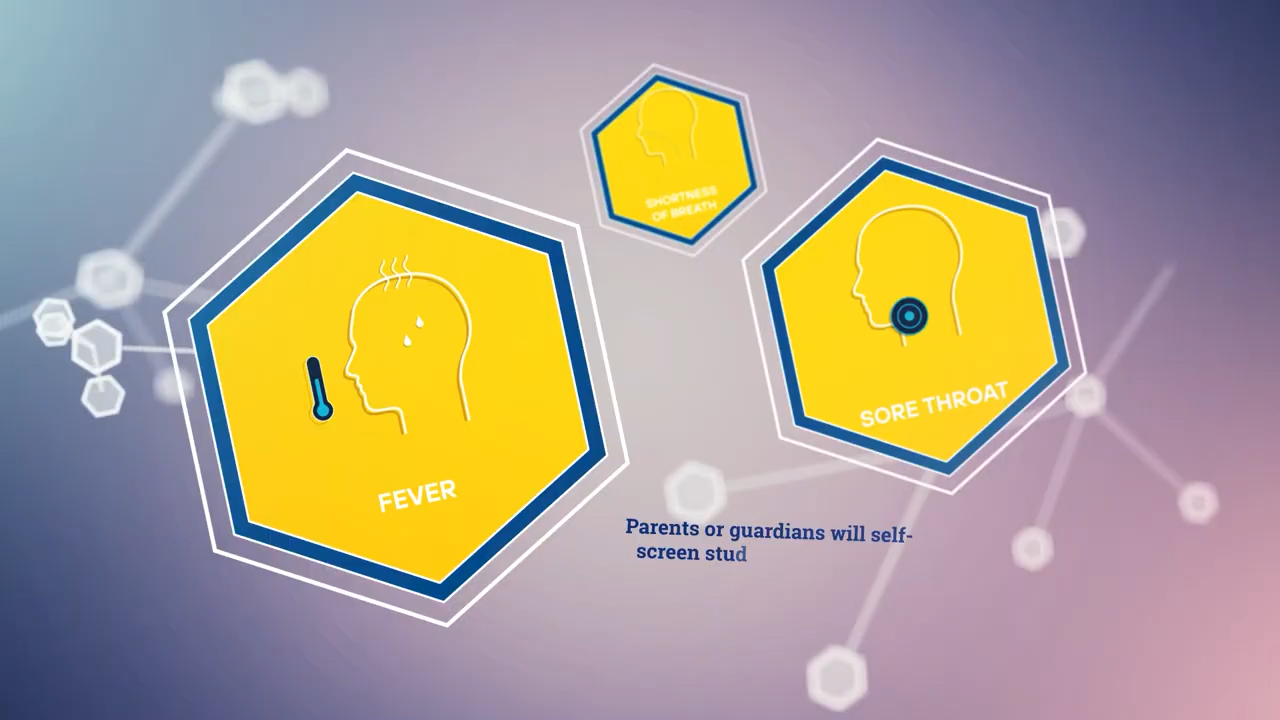 SHORTNESS
OF BREATH
SORE THROAT
FEVER
Parents or guardians will self-
screen stud